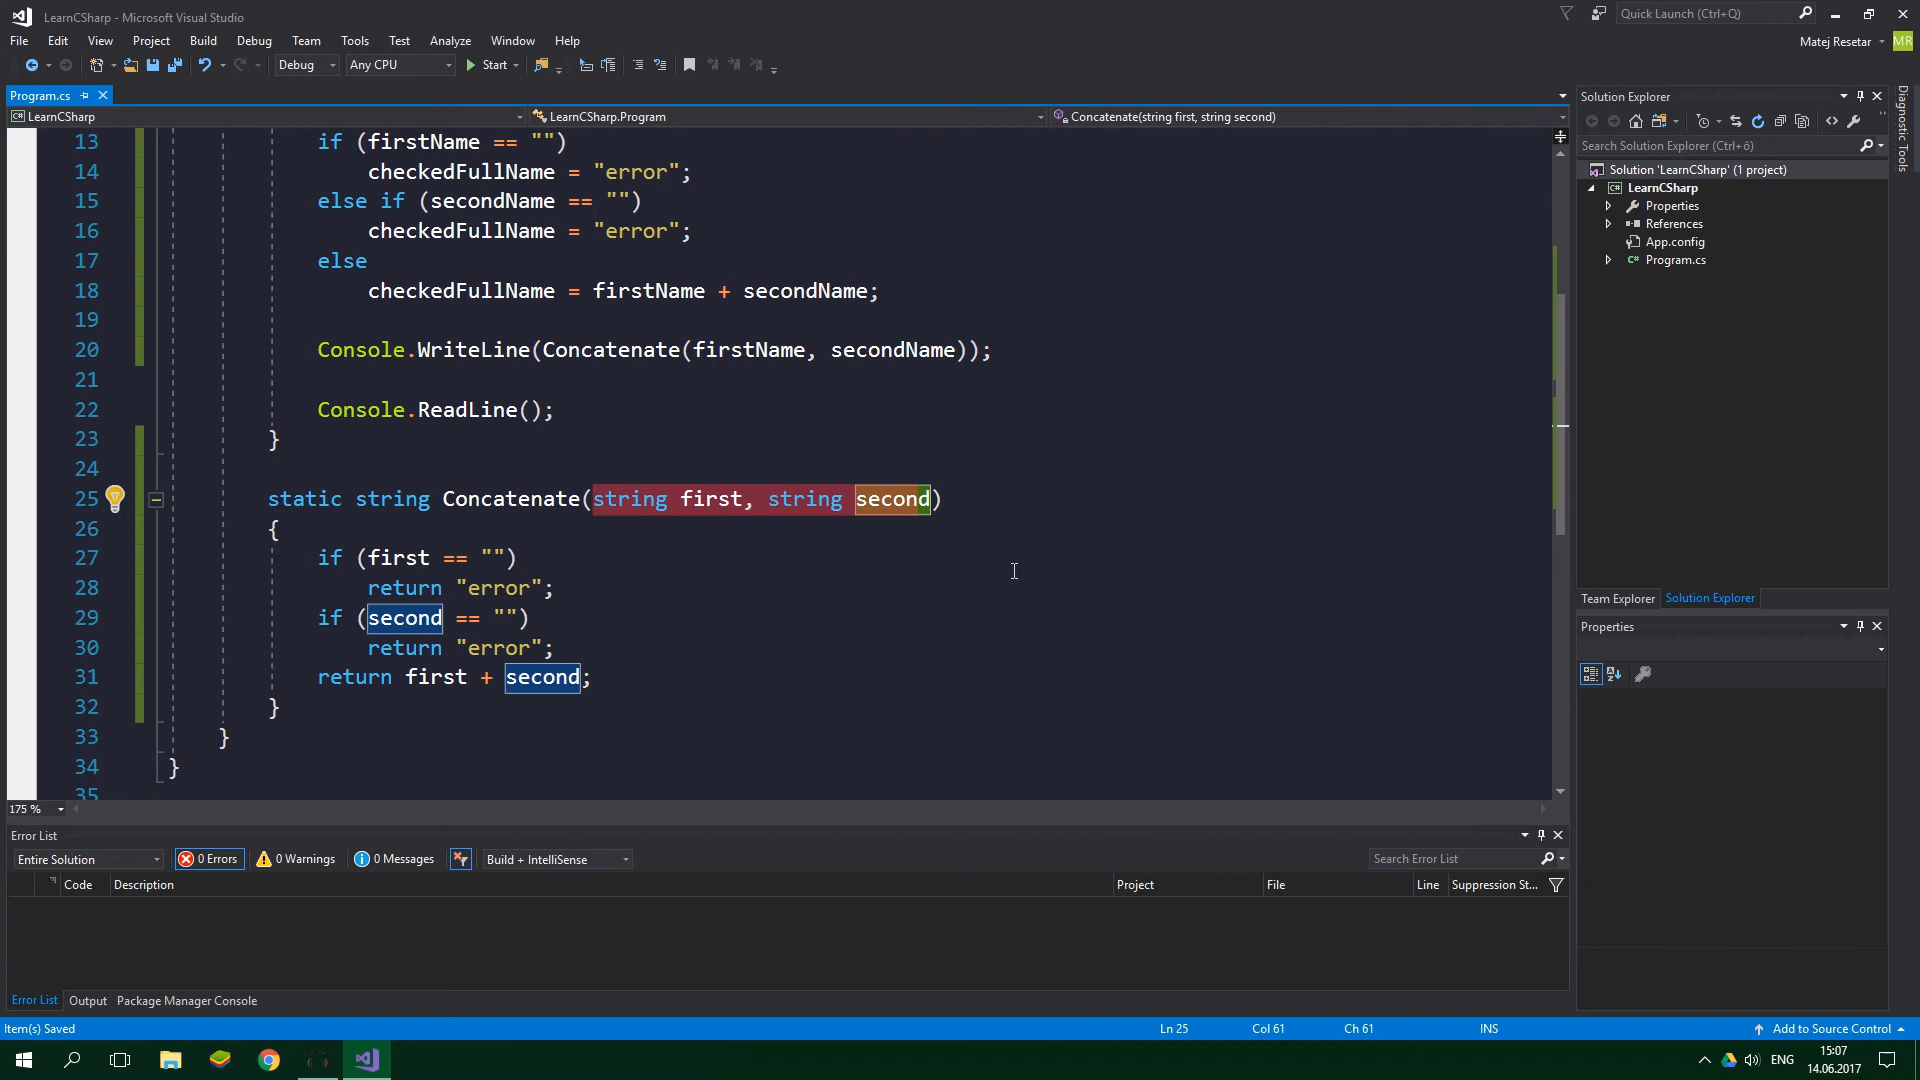 LearnCSharp - Microsoft Visual Studio
Quick Launch (Ctrl+Q)
File Edit View Project Build Debug Team Tools Test Analyze Window Help
Matej Resetar MR
Debug Any CPU Start
Program.cs
LearnCSharp LearnCSharp.Program Concatenate(string first, string second)
13 if (firstName == "")
14 checkedFullName = "error";
15 else if (secondName == "")
16 checkedFullName = "error";
17 else
18 checkedFullName = firstName + secondName;
19
20 Console.WriteLine(Concatenate(firstName, secondName));
21
22 Console.ReadLine();
23 }
24
25 static string Concatenate(string first, string second)
26 {
27 if (first == "")
28 return "error";
29 if (second == "")
30 return "error";
31 return first + second;
32 }
33 }
34 }
35
175 %
Solution Explorer
Search Solution Explorer (Ctrl+ô)
Solution 'LearnCSharp' (1 project)
C# LearnCSharp
Properties
References
App.config
C# Program.cs
Team Explorer Solution Explorer
Properties
Diagnostic Tools
Error List
Entire Solution 0 Errors 0 Warnings 0 Messages Build + IntelliSense Search Error List
Code Description Project File Line Suppression St...
Error List Output Package Manager Console
Item(s) Saved Ln 25 Col 61 Ch 61 INS Add to Source Control
ENG 15:07
14.06.2017